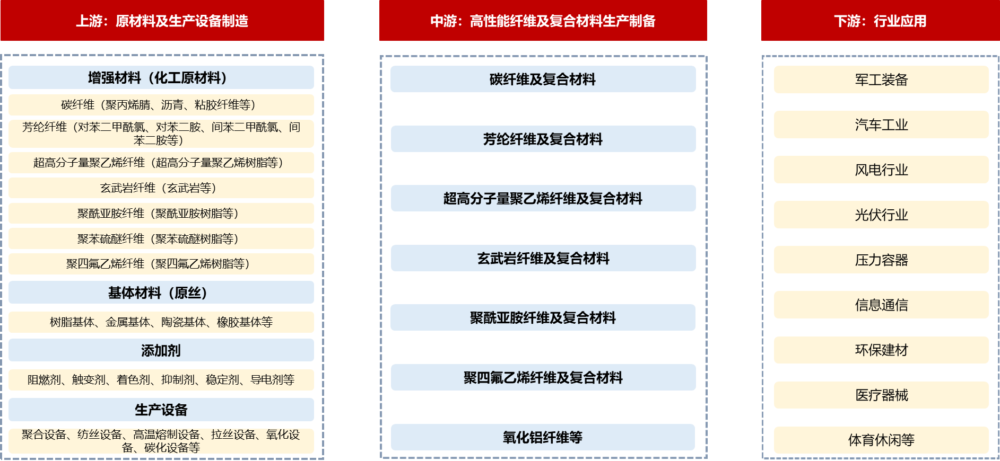 上游：原材料及生产设备制造
增强材料（化工原材料）
碳纤维（聚丙烯腈、沥青、粘胶纤维等）
芳纶纤维（对苯二甲酰氯、对苯二胺、间苯二甲酰氯、间
苯二胺等）
超高分子量聚乙烯纤维（超高分子量聚乙烯树脂等）
玄武岩纤维（玄武岩等）
聚酰亚胺纤维（聚酰亚胺树脂等）
聚苯硫醚纤维（聚苯硫醚树脂等）
聚四氟乙烯纤维（聚四氟乙烯树脂等）
基体材料（原丝）
树脂基体、金属基体、陶瓷基体、橡胶基体等
添加剂
阻燃剂、触变剂、着色剂、抑制剂、稳定剂、导电剂等
生产设备
聚合设备、纺丝设备、高温熔制设备、拉丝设备、氧化设
备、碳化设备等
中游：高性能纤维及复合材料生产制备
碳纤维及复合材料
芳纶纤维及复合材料
超高分子量聚乙烯纤维及复合材料
玄武岩纤维及复合材料
聚酰亚胺纤维及复合材料
聚四氟乙烯纤维及复合材料
氧化铝纤维等
下游：行业应用
军工装备
汽车工业
风电行业
光伏行业
压力容器
信息通信
环保建材
医疗器械
体育休闲等